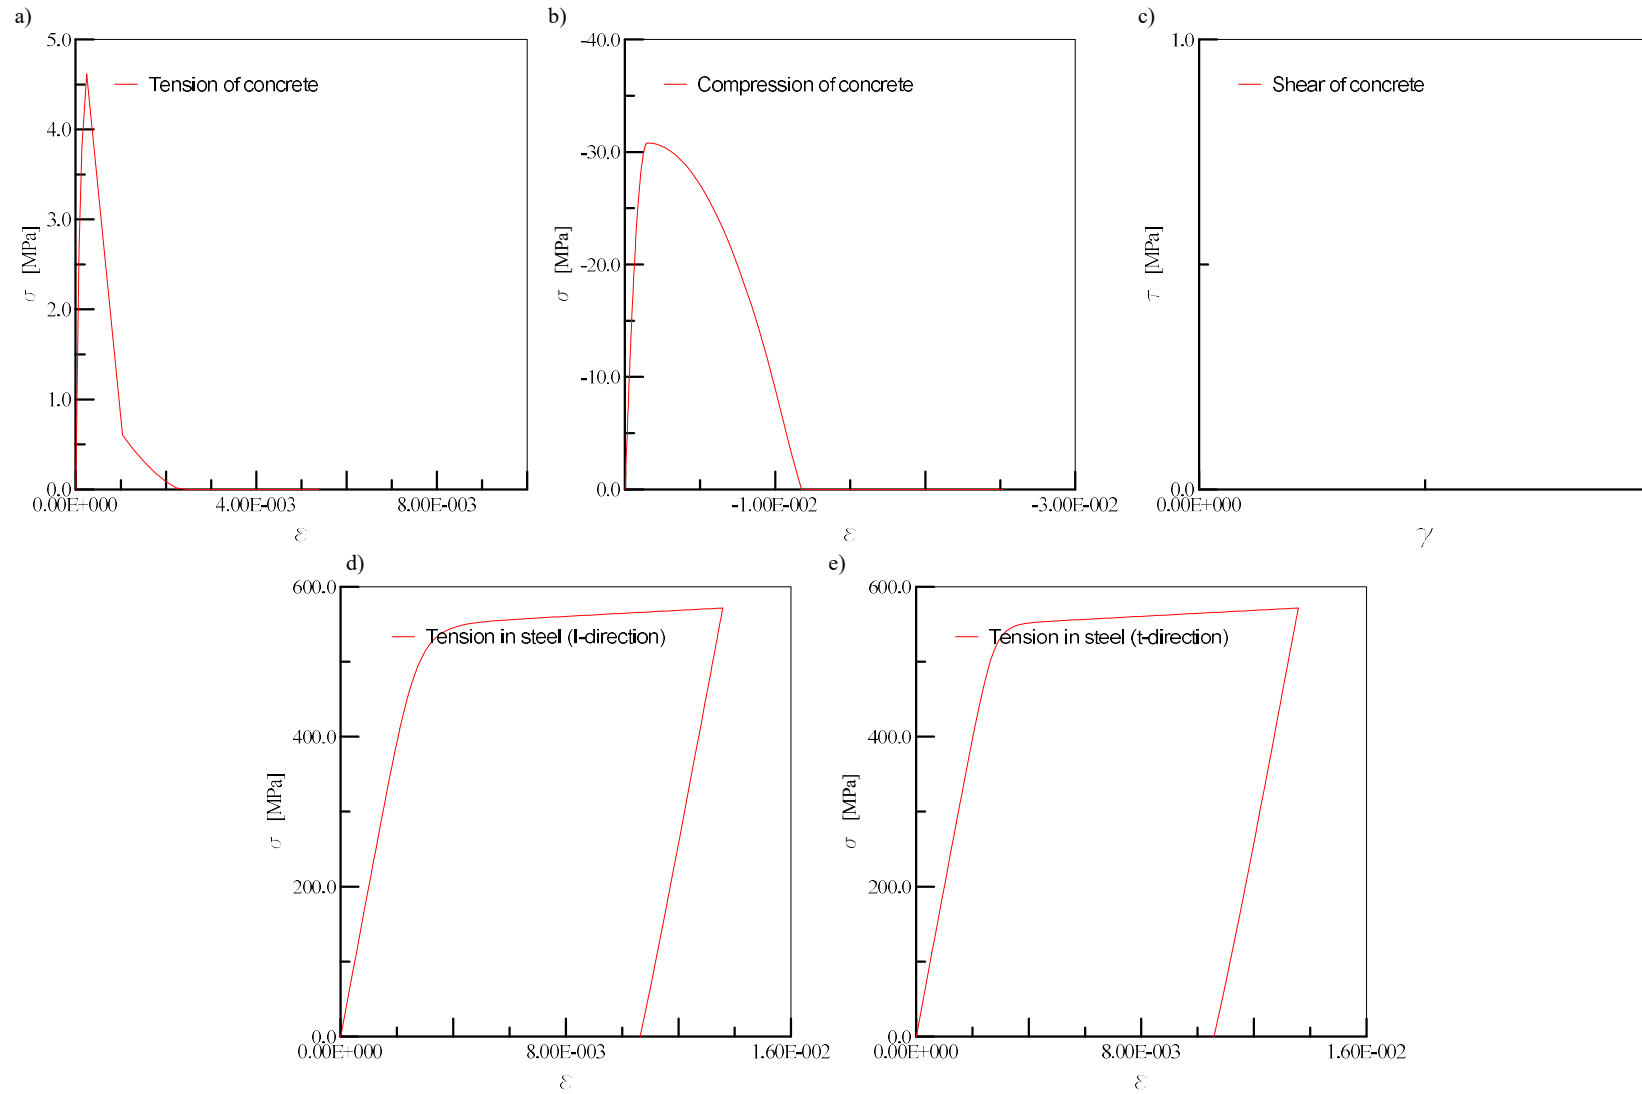 a)
5.0
4.0
3.0
2.0
1.0
0.0
σ [MPa]
Tension of concrete
0.00E+000
4.00E-003
8.00E-003
ε
b)
-40.0
-30.0
-20.0
-10.0
0.0
σ [MPa]
Compression of concrete
-1.00E-002
-3.00E-002
ε
c)
1.0
0.0
τ [MPa]
Shear of concrete
0.00E+000
γ
d)
600.0
400.0
200.0
0.0
σ [MPa]
Tension in steel (l-direction)
0.00E+000
8.00E-003
1.60E-002
ε
e)
600.0
400.0
200.0
0.0
σ [MPa]
Tension in steel (t-direction)
0.00E+000
8.00E-003
1.60E-002
ε